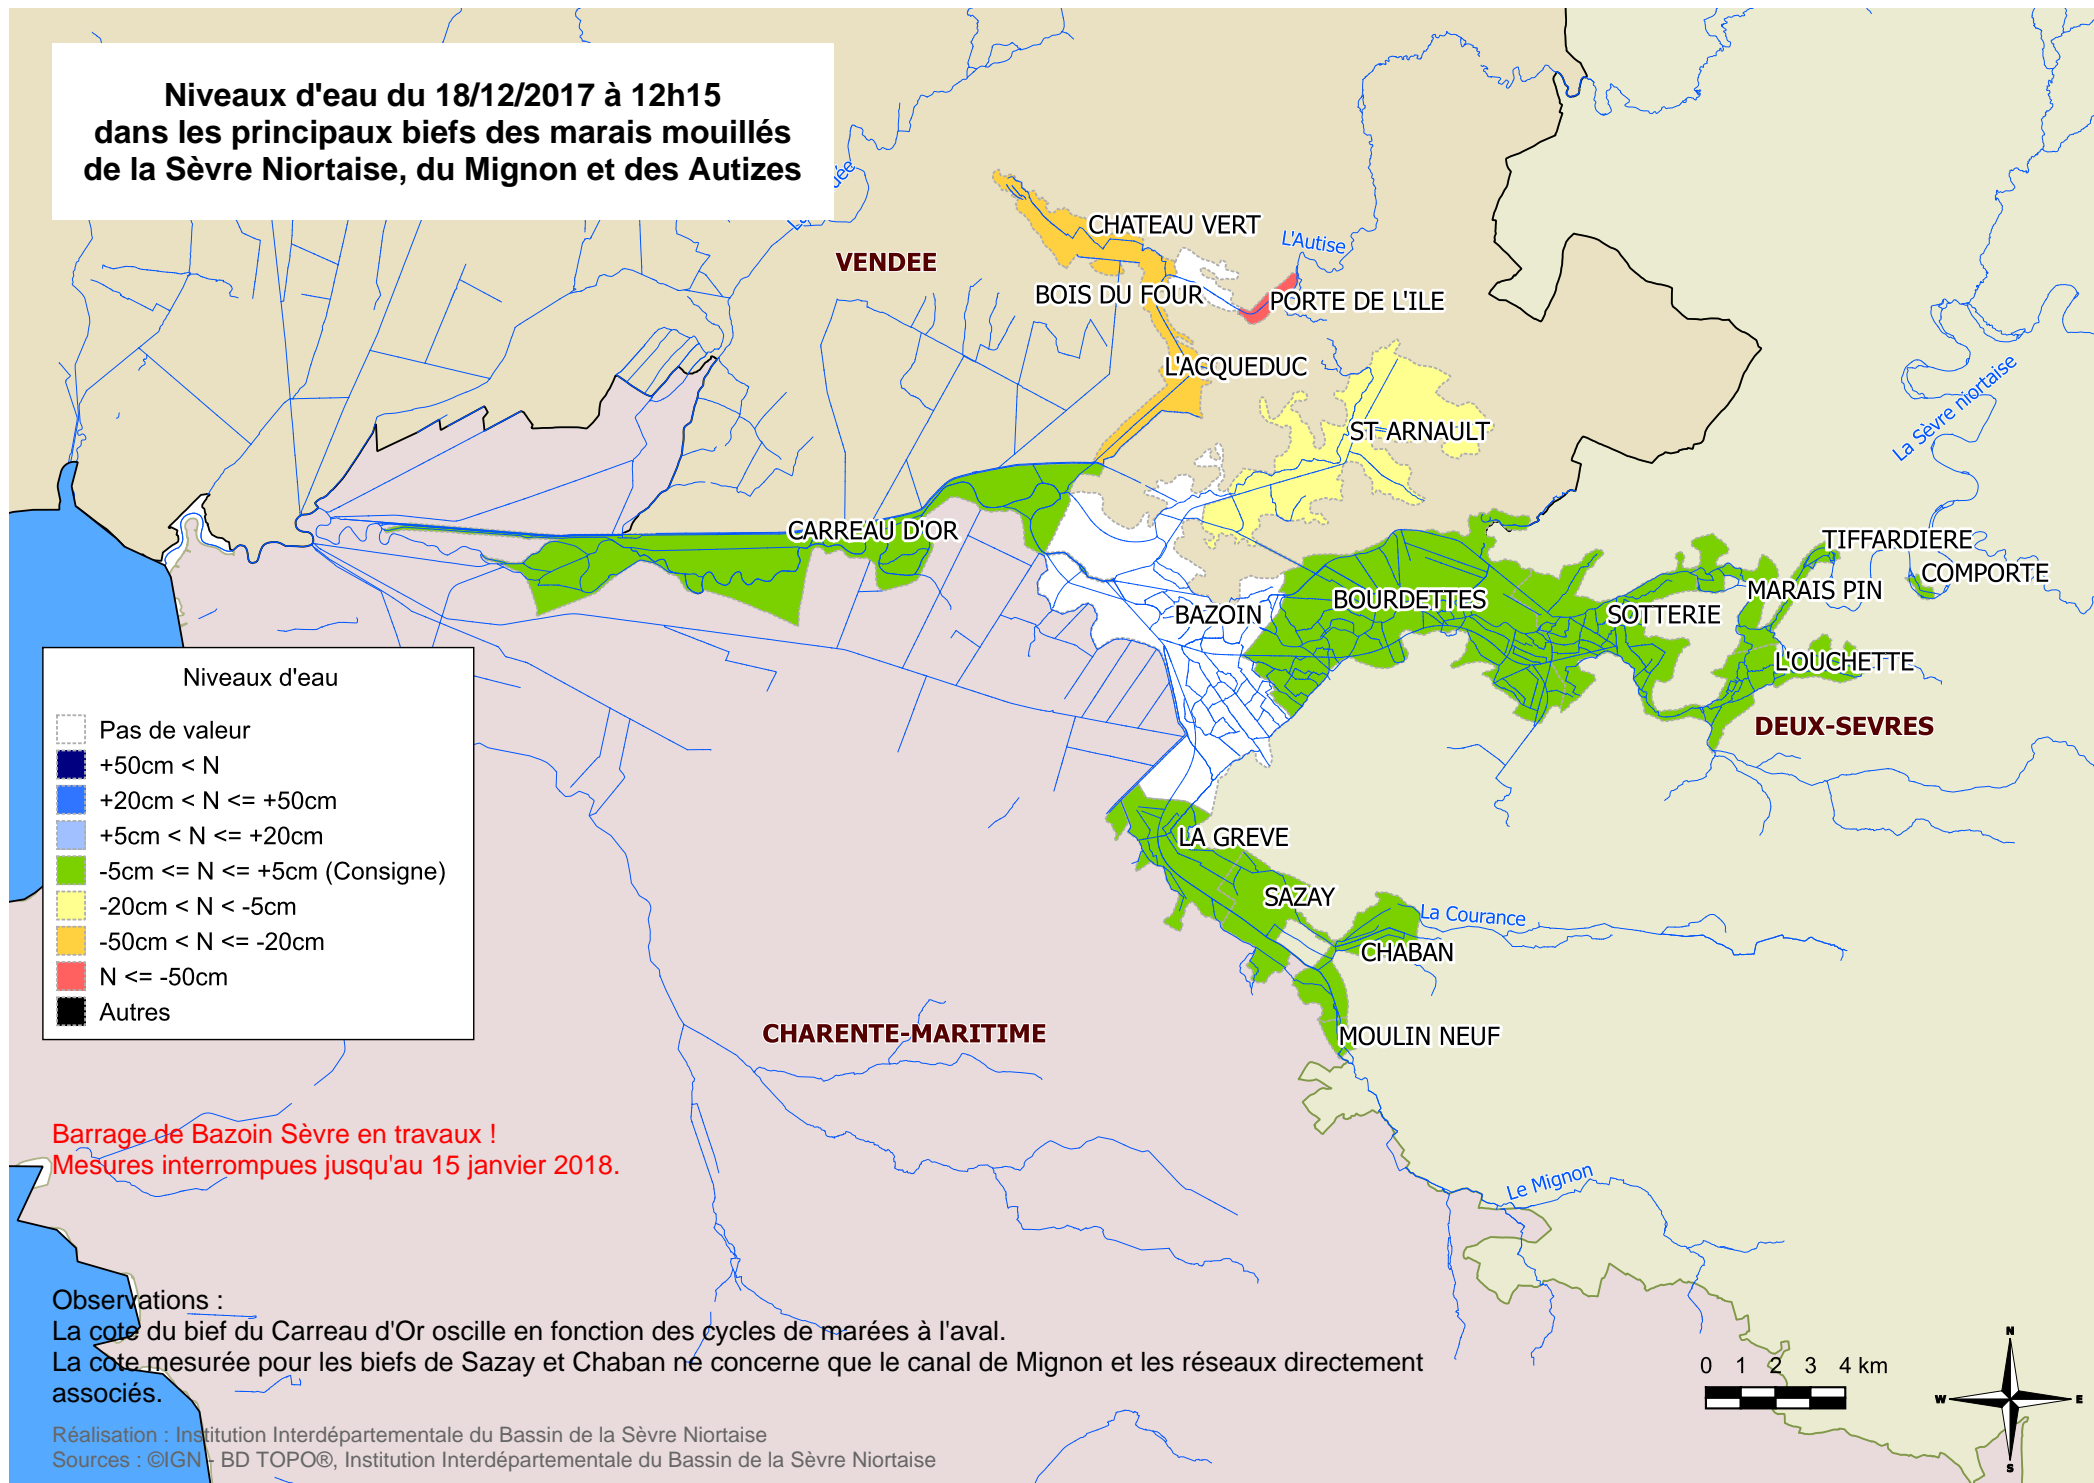 Niveaux d'eau du 18/12/2017 à 12h15
dans les principaux biefs des marais mouillés
de la Sèvre Niortaise, du Mignon et des Autizes
CHATEAU VERT
L'Autise
VENDEE
BOIS DU FOUR
PORTE DE L'ILE
L'ACQUEDUC
ST ARNAULT
La Sèvre niortaise
CARREAU D'OR
TIFFARDIERE
COMPORTE
MARAIS PIN
BAZOIN
BOURDETTES
SOTTERIE
L'OUCHETTE
DEUX-SEVRES
Niveaux d'eau
Pas de valeur
+50cm < N
+20cm < N <= +50cm
+5cm < N <= +20cm
-5cm <= N <= +5cm (Consigne)
-20cm < N < -5cm
-50cm < N <= -20cm
N <= -50cm
Autres
LA GREVE
SAZAY
La Courance
CHABAN
CHARENTE-MARITIME
MOULIN NEUF
Barrage de Bazoin Sèvre en travaux !
Mesures interrompues jusqu'au 15 janvier 2018.
Le Mignon
Observations :
La cote du bief du Carreau d'Or oscille en fonction des cycles de marées à l'aval.
La cote mesurée pour les biefs de Sazay et Chaban ne concerne que le canal de Mignon et les réseaux directement
associés.
0 1 2 3 4 km
N
W E
S
Réalisation : Institution Interdépartementale du Bassin de la Sèvre Niortaise
Sources : ©IGN - BD TOPO®, Institution Interdépartementale du Bassin de la Sèvre Niortaise